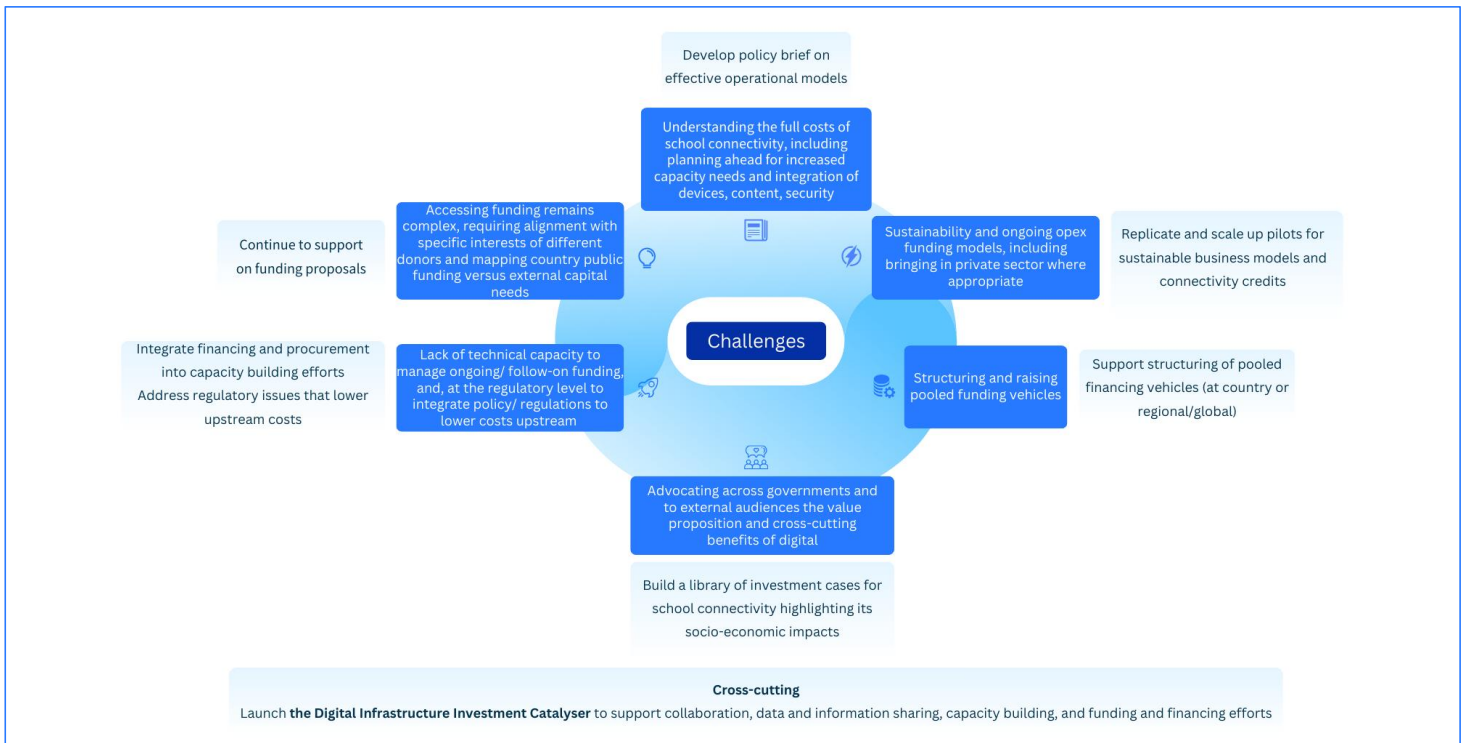 Develop policy brief on
effective operational models
Understanding the full costs of
school connectivity, including
planning ahead for increased
capacity needs and integration of
devices, content, security
Accessing funding remains
complex, requiring alignment with
specific interests of different
donors and mapping country public
funding versus external capital
needs
Continue to support
on funding proposals
Sustainability and ongoing opex
funding models, including
bringing in private sector where
appropriate
Replicate and scale up pilots for
sustainable business models and
connectivity credits
Challenges
Integrate financing and procurement
into capacity building efforts
Address regulatory issues that lower
upstream costs
Lack of technical capacity to
manage ongoing/ follow-on funding,
and, at the regulatory level to
integrate policy/ regulations to
lower costs upstream
Structuring and raising
pooled funding vehicles
Support structuring of pooled
financing vehicles (at country or
regional/global)
Advocating across governments and
to external audiences the value
proposition and cross-cutting
benefits of digital
Build a library of investment cases for
school connectivity highlighting its
socio-economic impacts
Cross-cutting
Launch the Digital Infrastructure Investment Catalyser to support collaboration, data and information sharing, capacity building, and funding and financing efforts